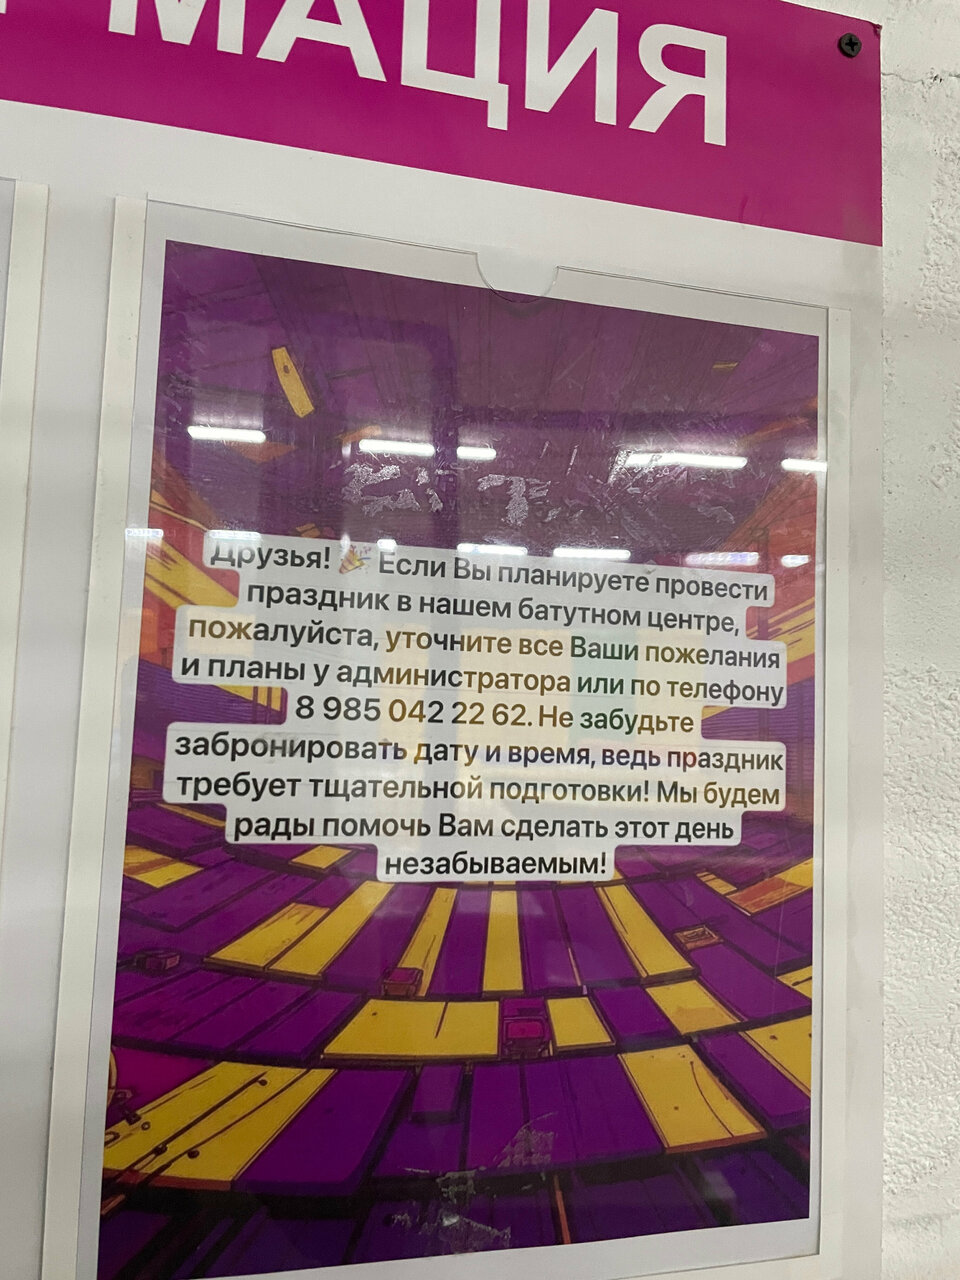 МАЦИЯ
Друзья! 🎉 Если Вы планируете провести
праздник в нашем батутном центре,
пожалуйста, уточните все Ваши пожелания
и планы у администратора или по телефону
8 985 042 22 62. Не забудьте
забронировать дату и время, ведь праздник
требует тщательной подготовки! Мы будем
рады помочь Вам сделать этот день
незабываемым!